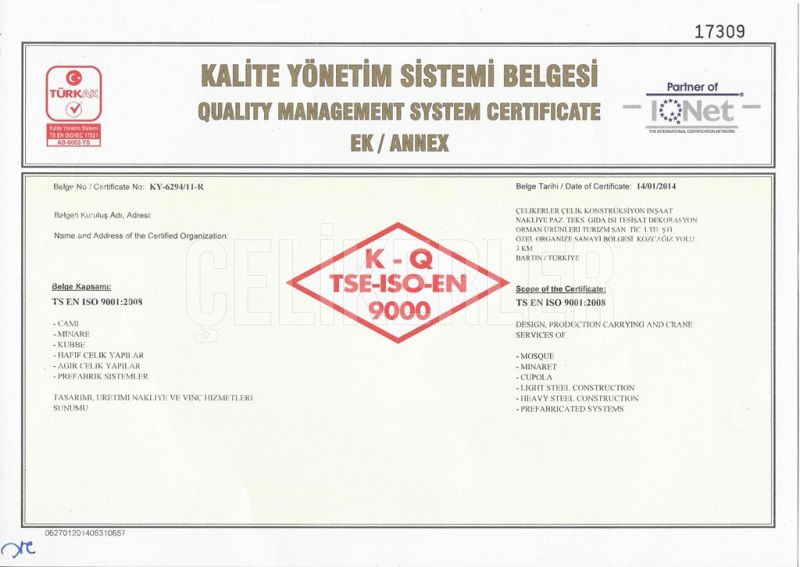 17309
TÜRKAK
Kalite Yönetim Sistemi
TS EN ISO/IEC 17021
AB-0002-YS
KALİTE YÖNETİM SİSTEMİ BELGESİ
QUALITY MANAGEMENT SYSTEM CERTIFICATE
EK / ANNEX
Partner of
IQNet
THE INTERNATIONAL CERTIFICATION NETWORK
Belge No / Certificate No: KY-6294/11-R
Belge Tarihi / Date of Certificate: 14/01/2014
Belgeli Kuruluş Adı, Adresi:
Name and Address of the Certified Organization:
ÇELİKERLER ÇELİK KONSTRÜKSİYON İNŞAAT
NAKLİYE PAZ. TEKS. GIDA ISI TESİSAT DEKORASYON
ORMAN ÜRÜNLERİ TURİZM SAN. TİC. LTD. ŞTİ.
ÖZEL ORGANİZE SANAYİ BÖLGESİ KOZCAĞIZ YOLU
3.KM
BARTIN / TÜRKİYE
ÇELİKERLER
K - Q
TSE-ISO-EN
9000
Belge Kapsamı:
TS EN ISO 9001:2008
- CAMİ
- MİNARE
- KUBBE
- HAFİF ÇELİK YAPILAR
- AĞIR ÇELİK YAPILAR
- PREFABRİK SİSTEMLER
TASARIMI, ÜRETİMİ NAKLİYE VE VİNÇ HİZMETLERİ
SUNUMU
Scope of the Certificate:
TS EN ISO 9001:2008
DESIGN, PRODUCTION CARRYING AND CRANE
SERVICES OF
- MOSQUE
- MINARET
- CUPOLA
- LIGHT STEEL CONSTRUCTION
- HEAVY STEEL CONSTRUCTION
- PREFABRICATED SYSTEMS
062701201405310657